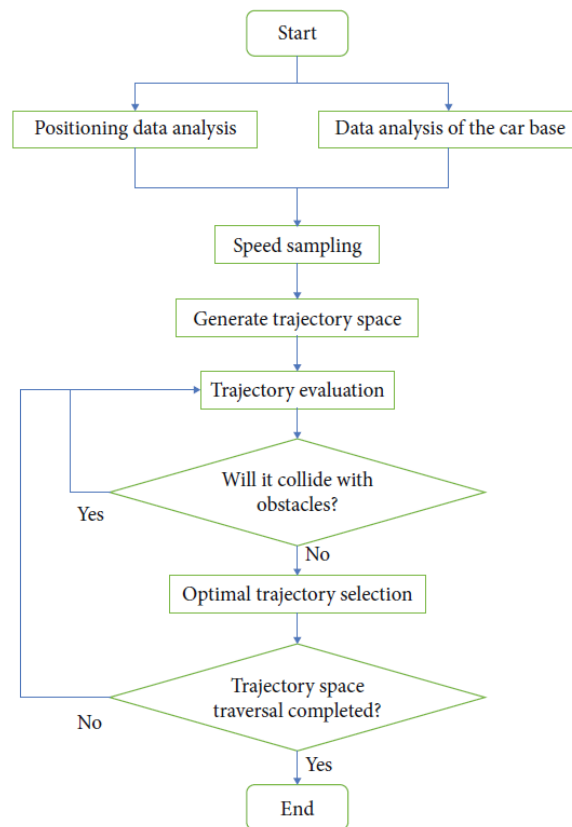 Start
Positioning data analysis
Data analysis of the car base
Speed sampling
Generate trajectory space
Trajectory evaluation
Will it collide with
obstacles?
Yes
No
Optimal trajectory selection
Trajectory space
traversal completed?
No
Yes
End